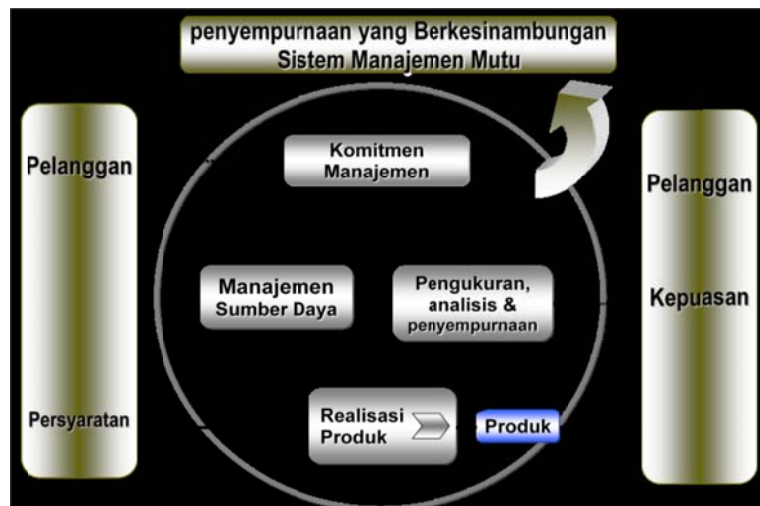 penyempurnaan yang Berkesinambungan
Sistem Manajemen Mutu
Pelanggan
Persyaratan
Komitmen
Manajemen
Manajemen
Sumber Daya
Pengukuran,
analisis &
penyempurnaan
Realisasi
Produk
Produk
Pelanggan
Kepuasan